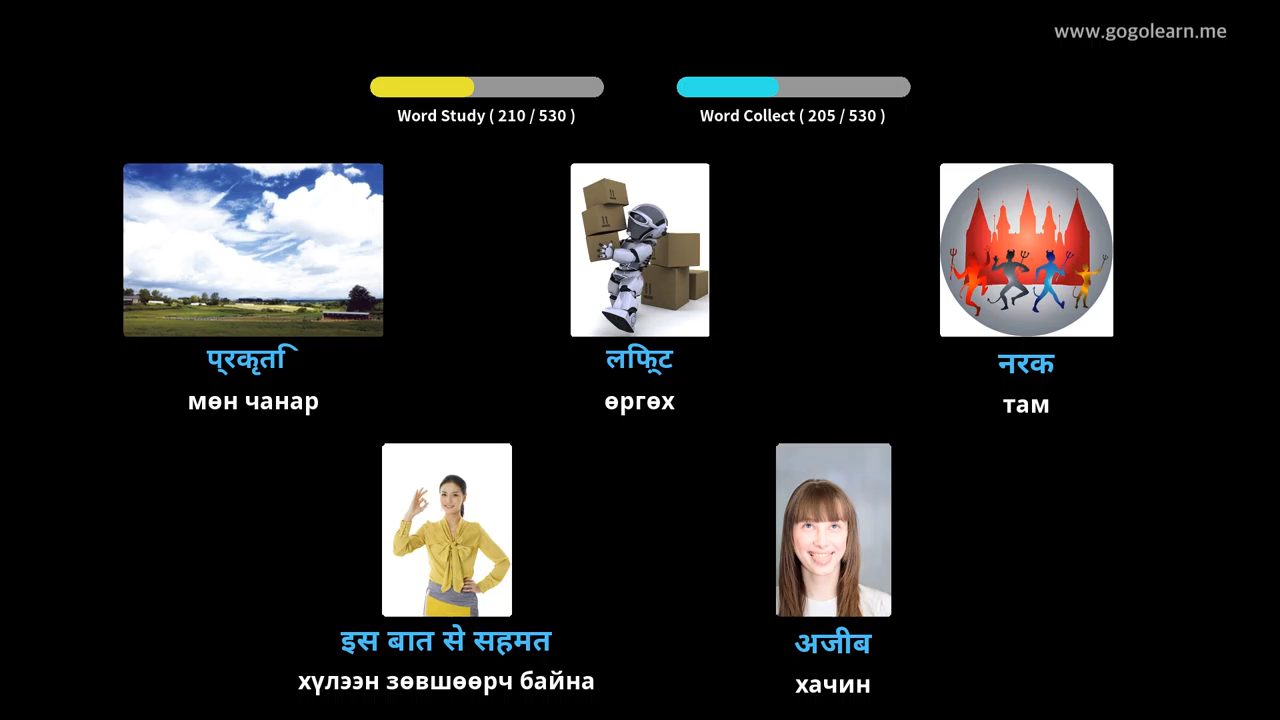 www.gogolearn.me
Word Study ( 210 / 530 )
Word Collect ( 205 / 530 )
प्रकृति
लिफ़्ट
नरक
мөн чанар
өргөх
там
इस बात से सहमत
अजीब
хүлээн зөвшөөрч байна
хачин